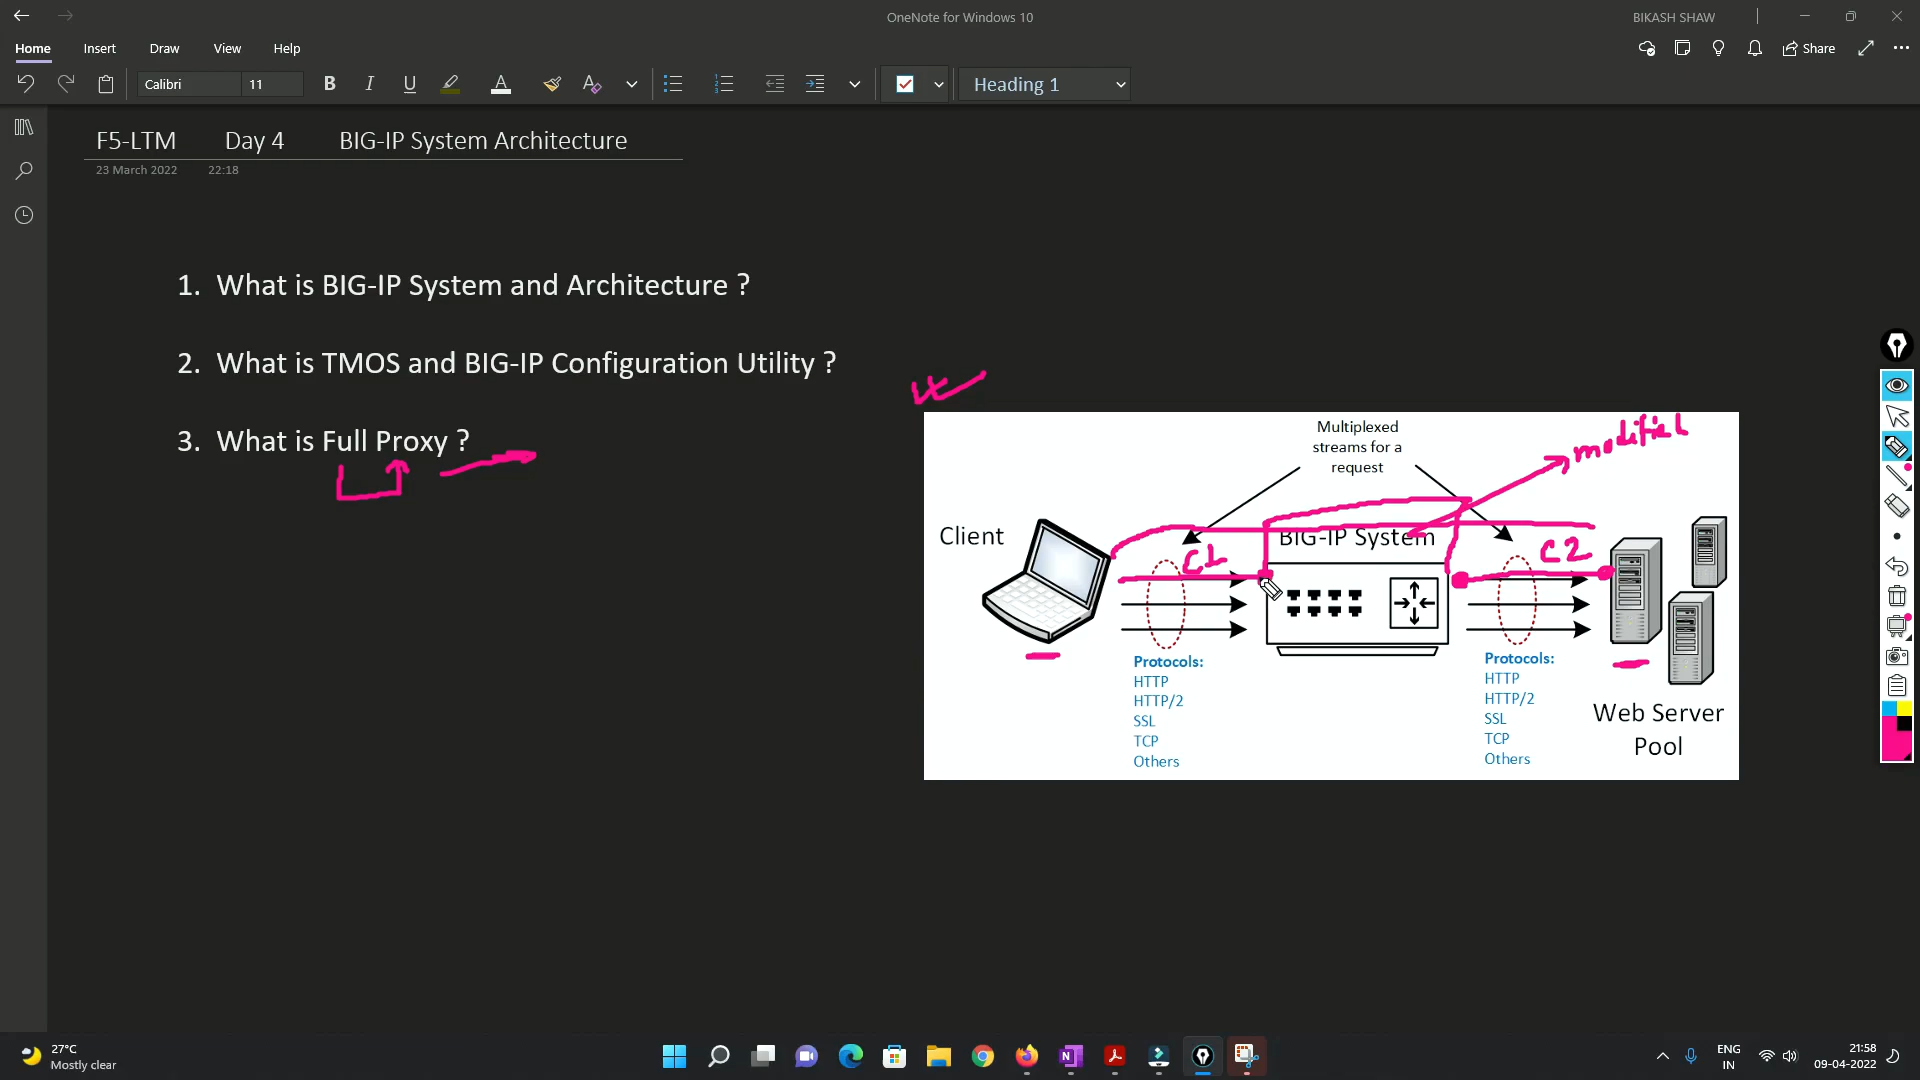 OneNote for Windows 10
BIKASH SHAW
Home Insert Draw View Help
Share
Calibri 11 B I U A A Heading 1
F5-LTM Day 4 BIG-IP System Architecture
23 March 2022 22:18
1. What is BIG-IP System and Architecture ?
2. What is TMOS and BIG-IP Configuration Utility ?
3. What is Full Proxy ?
Multiplexed
streams for a
request
modified
Client
BIG-IP System
C1
C2
Protocols:
HTTP
HTTP/2
SSL
TCP
Others
Protocols:
HTTP
HTTP/2
SSL
TCP
Others
Web Server
Pool
27°C
Mostly clear
ENG
IN
21:58
09-04-2022